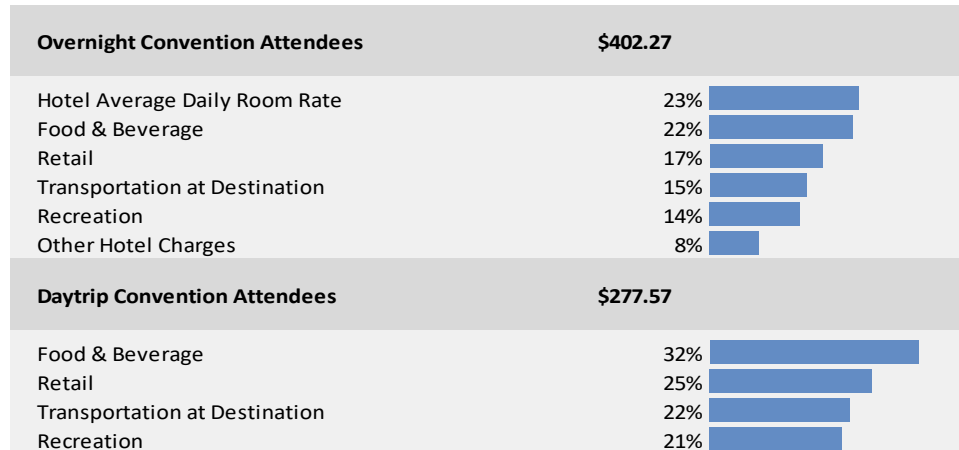 Overnight Convention Attendees $402.27
Hotel Average Daily Room Rate 23%
Food & Beverage 22%
Retail 17%
Transportation at Destination 15%
Recreation 14%
Other Hotel Charges 8%
Daytrip Convention Attendees $277.57
Food & Beverage 32%
Retail 25%
Transportation at Destination 22%
Recreation 21%